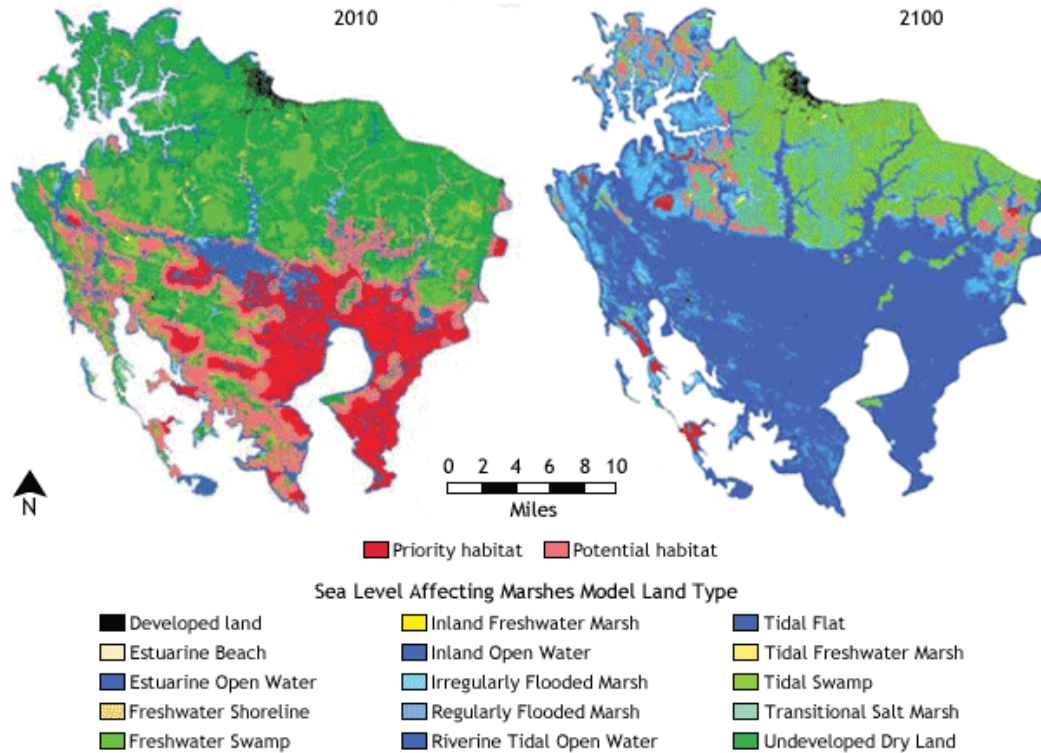 2010
2100
0 2 4 6 8 10
Miles
N
Priority habitat
Potential habitat
Sea Level Affecting Marshes Model Land Type
Developed land
Estuarine Beach
Estuarine Open Water
Freshwater Shoreline
Freshwater Swamp
Inland Freshwater Marsh
Inland Open Water
Irregularly Flooded Marsh
Regularly Flooded Marsh
Riverine Tidal Open Water
Tidal Flat
Tidal Freshwater Marsh
Tidal Swamp
Transitional Salt Marsh
Undeveloped Dry Land